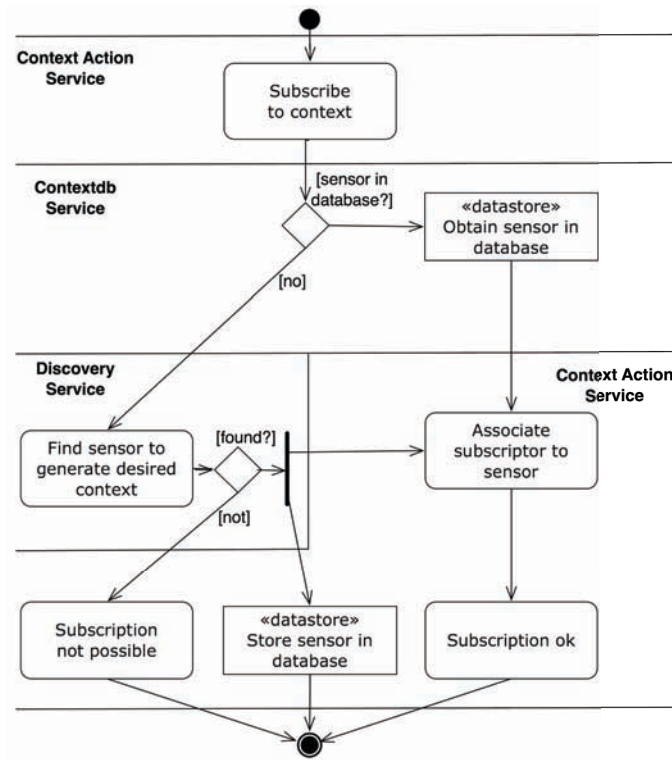 Context Action
Service
Subscribe
to context
Contextdb
Service
[sensor in
database?]
«datastore»
Obtain sensor in
database
[no]
Discovery
Service
Context Action
Service
Find sensor to
generate desired
context
[found?]
Associate
subscriptor to
sensor
[not]
Subscription
not possible
«datastore»
Store sensor in
database
Subscription ok